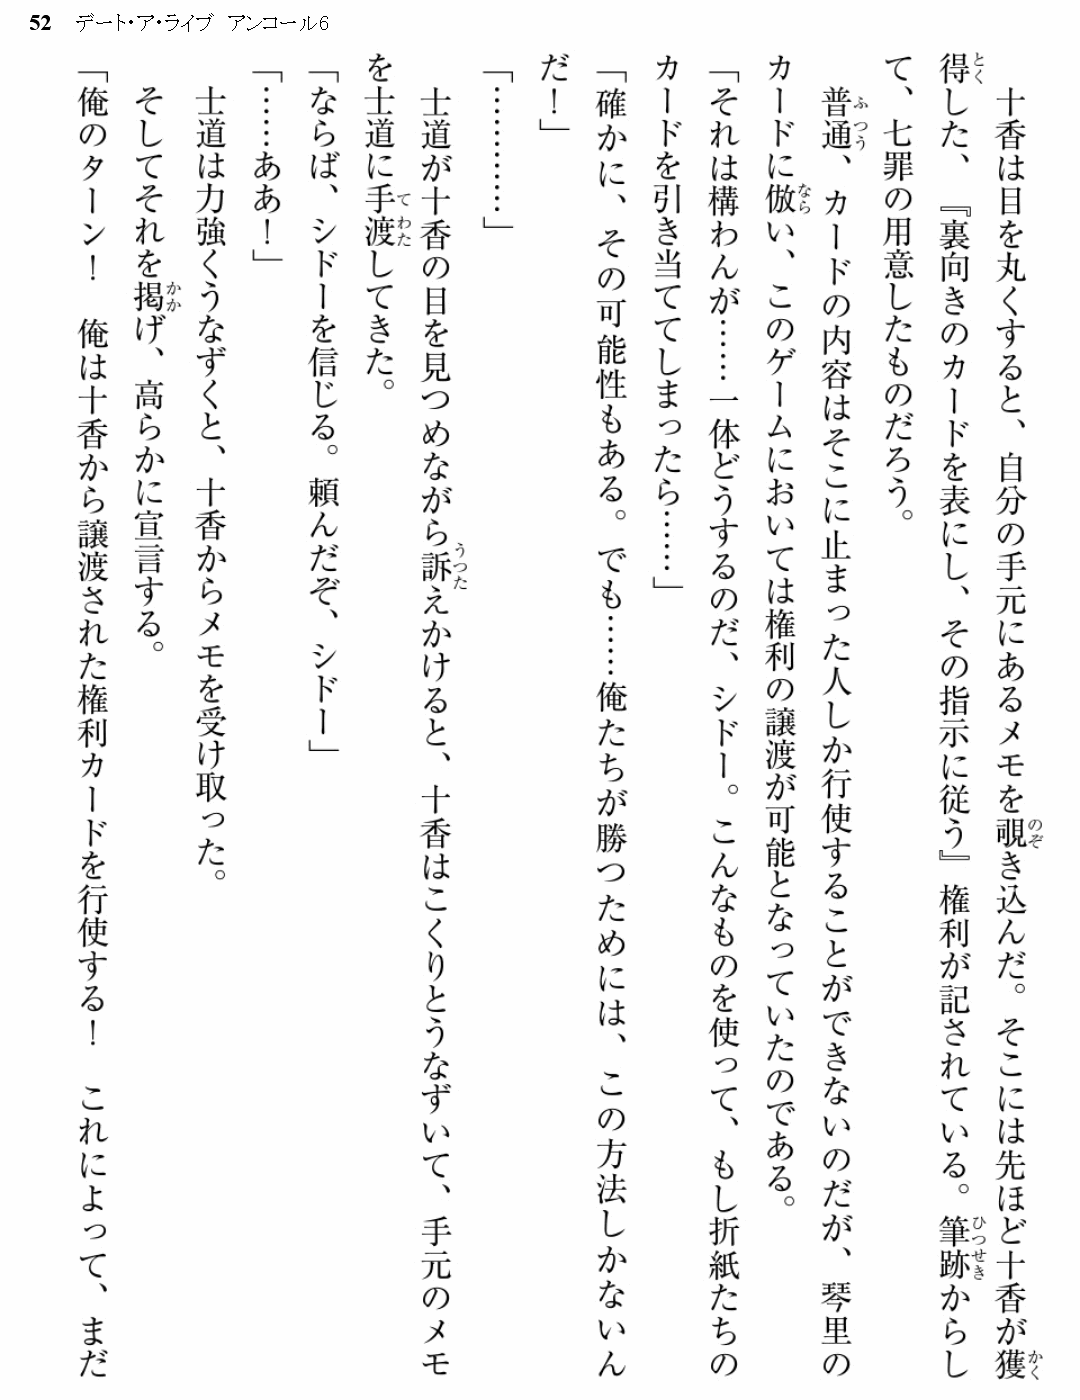 52 デート・ア・ライブ アンコール6
　十香は目を丸くすると、自分の手元にあるメモを覗き込んだ。そこには先ほど十香が獲
得した、『裏向きのカードを表にし、その指示に従う』権利が記されている。筆跡からし
て、七罪の用意したものだろう。
　普通、カードの内容はそこに止まった人しか行使することができないのだが、琴里の
カードに倣い、このゲームにおいては権利の譲渡が可能となっていたのである。
「それは構わんが……一体どうするのだ、シドー。こんなものを使って、もし折紙たちの
カードを引き当ててしまったら……」
「確かに、その可能性もある。でも……俺たちが勝つためには、この方法しかないん
だ！」
「…………」
　士道が十香の目を見つめながら訴えかけると、十香はこくりとうなずいて、手元のメモ
を士道に手渡してきた。
「ならば、シドーを信じる。頼んだぞ、シドー」
「……ああ！」
　士道は力強くうなずくと、十香からメモを受け取った。
　そしてそれを掲げ、高らかに宣言する。
「俺のターン！　俺は十香から譲渡された権利カードを行使する！　これによって、まだ